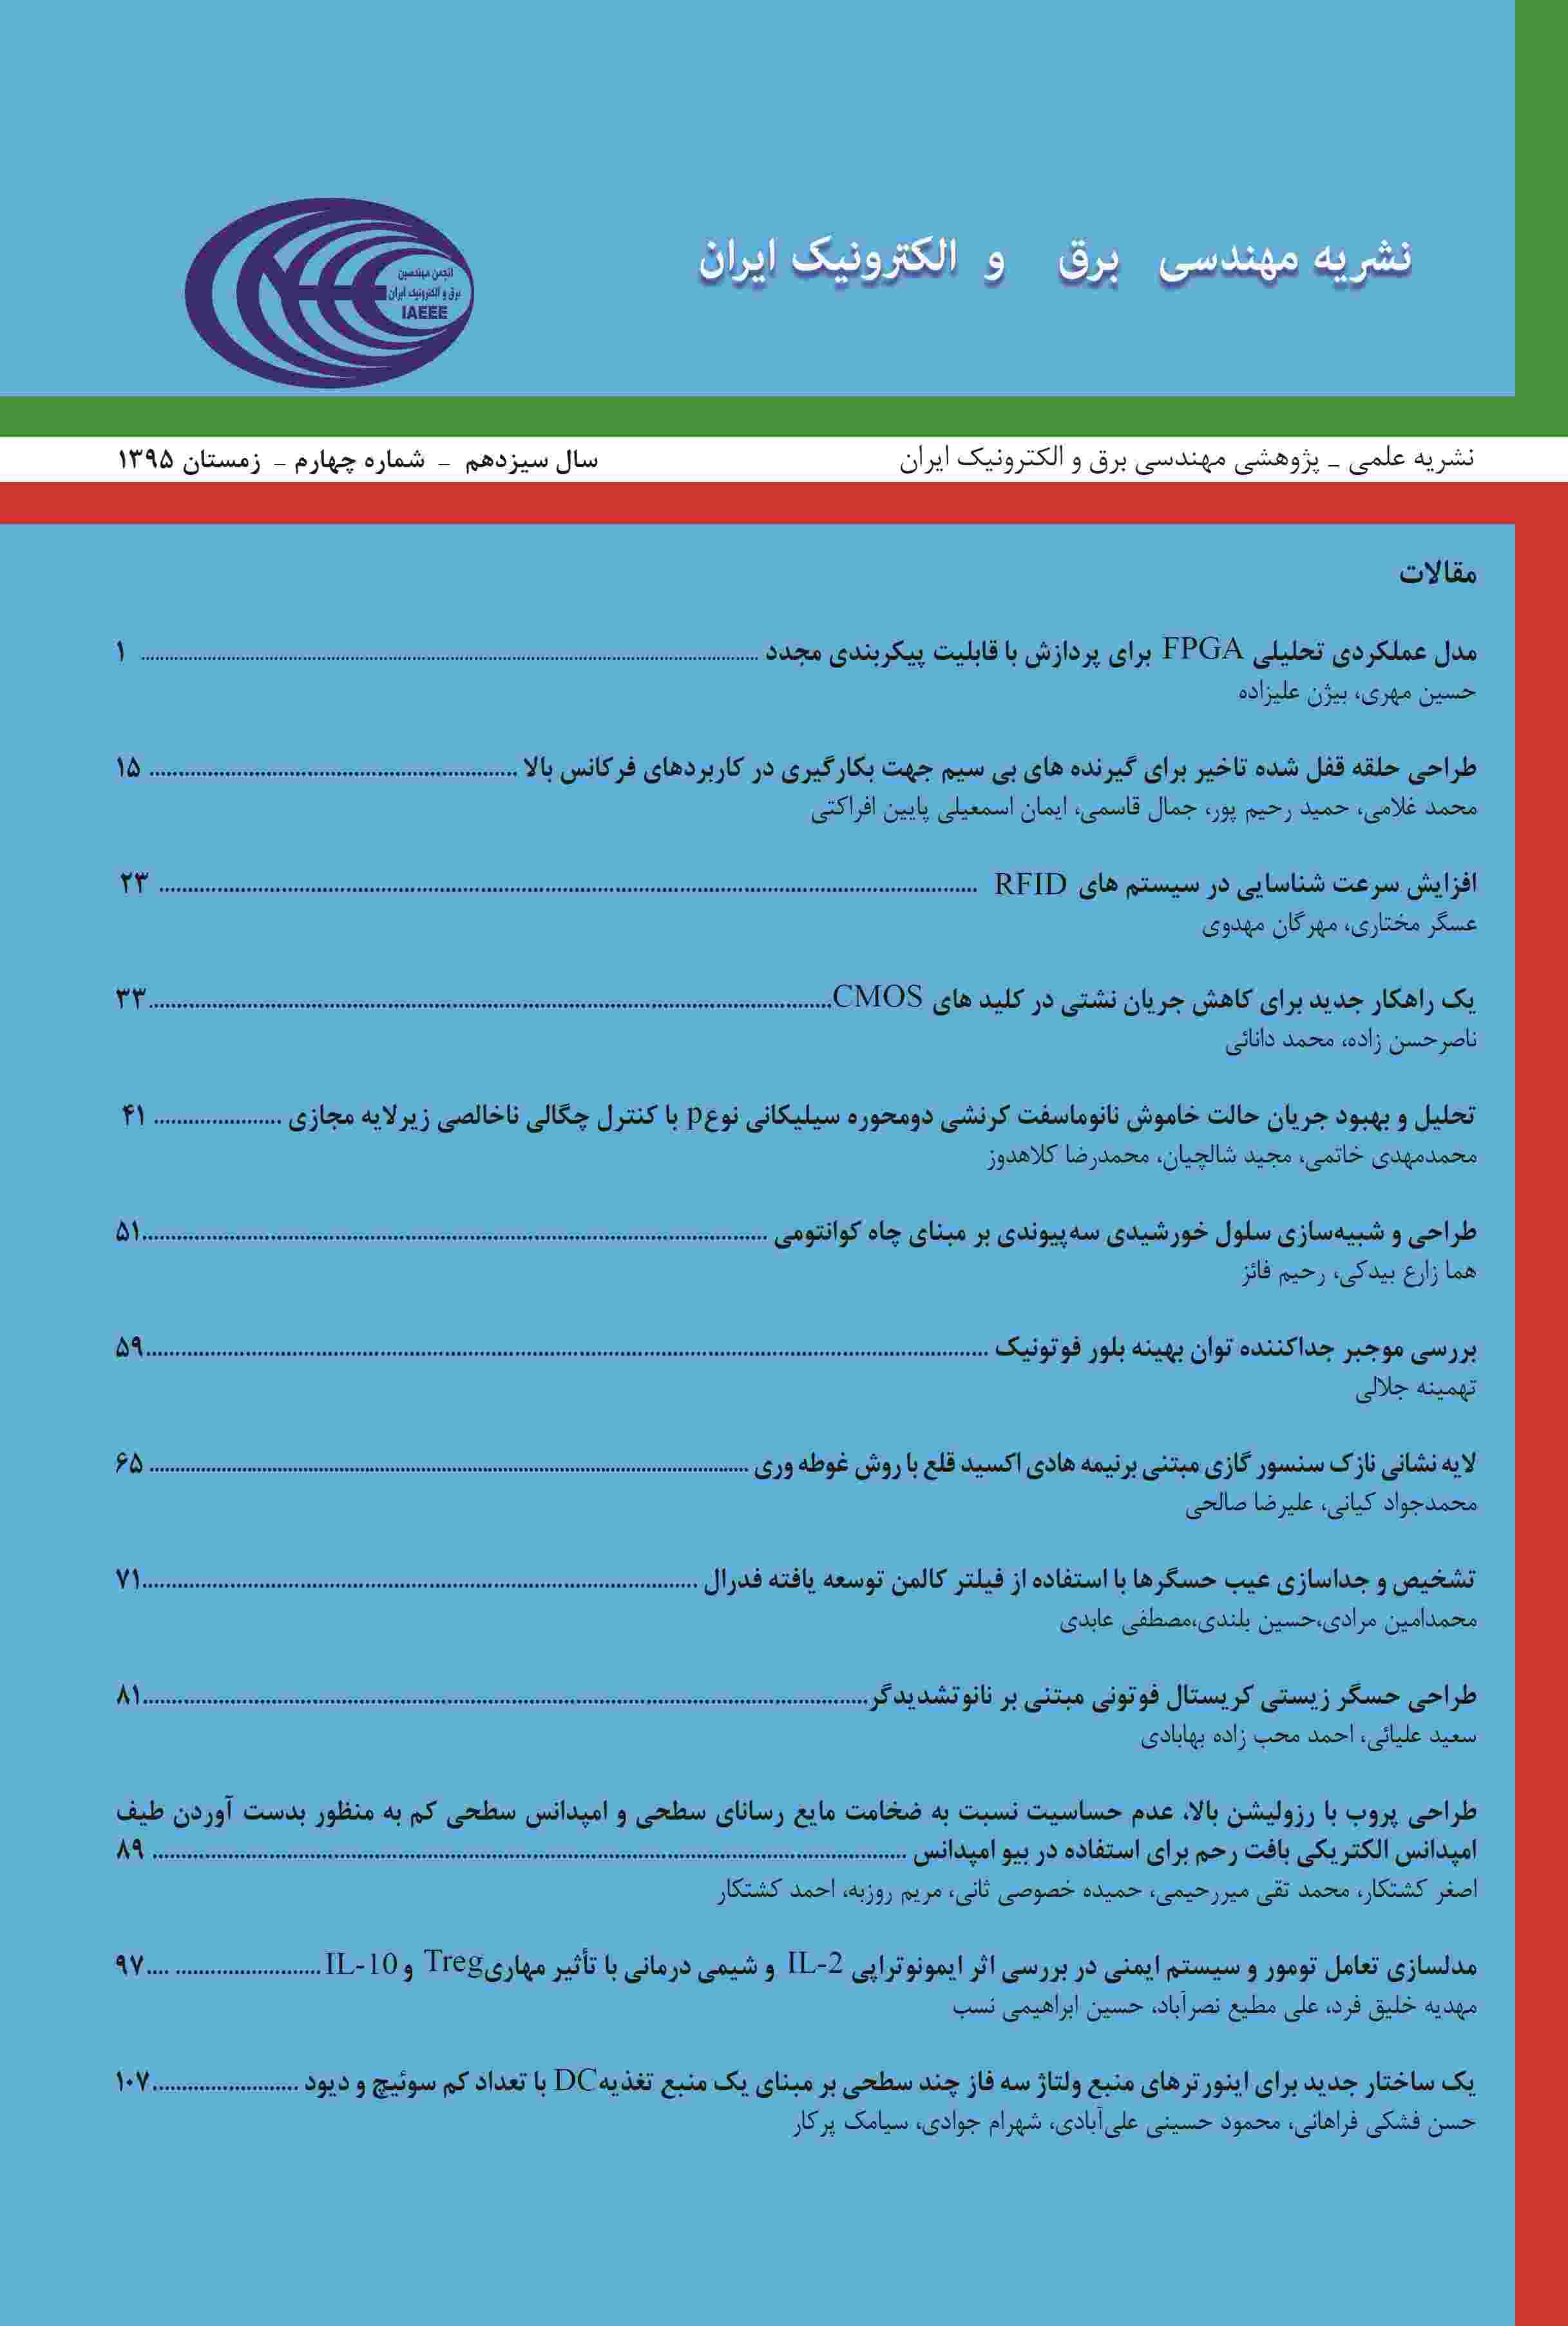 نشریه مهندسی برق و الکترونیک ایران
انجمن مهندسین
برق و الکترونیک ایران
IAEEE
نشریه علمی - پژوهشی مهندسی برق و الکترونیک ایران
سال سیزدهم - شماره چهارم - زمستان ۱۳۹۵
مقالات
مدل عملکردی تحلیلی FPGA برای پردازش با قابلیت پیکربندی مجدد ........ ۱
حسین مهری، بیژن علیزاده
طراحی حلقه قفل شده تاخیر برای گیرنده های بی سیم جهت بکارگیری در کاربردهای فرکانس بالا ........ ۱۵
محمد غلامی، حمید رحیم پور، جمال قاسمی، ایمان اسمعیلی پایین افراکتی
افزایش سرعت شناسایی در سیستم های RFID ........ ۲۳
عسگر مختاری، مهرگان مهدوی
یک راهکار جدید برای کاهش جریان نشتی در کلید های CMOS ........ ۳۳
ناصرحسن زاده، محمد دانائی
تحلیل و بهبود جریان حالت خاموش نانوماسفت کرنشی دومحوره سیلیکانی نوعp با کنترل چگالی ناخالصی زیرلایه مجازی ........ ۴۱
محمدمهدی خاتمی، مجید شالچیان، محمدرضا کلاهدوز
طراحی و شبیه‌سازی سلول خورشیدی سه‌پیوندی بر مبنای چاه کوانتومی ........ ۵۱
هما زارع بیدکی، رحیم فائز
بررسی موجبر جداکننده توان بهینه بلور فوتونیک ........ ۵۹
تهمینه جلالی
لایه نشانی نازک سنسور گازی مبتنی برنیمه هادی اکسید قلع با روش غوطه وری ........ ۶۵
محمدجواد کیانی، علیرضا صالحی
تشخیص و جداسازی عیب حسگرها با استفاده از فیلتر کالمن توسعه یافته فدرال ........ ۷۱
محمدامین مرادی،حسین بلندی،مصطفی عابدی
طراحی حسگر زیستی کریستال فوتونی مبتنی بر نانوتشدیدگر ........ ۸۱
سعید علیائی، احمد محب زاده بهابادی
طراحی پروب با رزولیشن بالا، عدم حساسیت نسبت به ضخامت مایع رسانای سطحی و امپدانس سطحی کم به منظور بدست آوردن طیف
امپدانس الکتریکی بافت رحم برای استفاده در بیو امپدانس ........ ۸۹
اصغر کشتکار، محمد تقی میررحیمی، حمیده خصوصی ثانی، مریم روزبه، احمد کشتکار
مدلسازی تعامل تومور و سیستم ایمنی در بررسی اثر ایمونوتراپی IL-2 و شیمی درمانی با تأثیر مهاریTreg و IL-10 ........ ۹۷
مهدیه خلیق فرد، علی مطیع نصرآباد، حسین ابراهیمی نسب
یک ساختار جدید برای اینورترهای منبع ولتاژ سه فاز چند سطحی بر مبنای یک منبع تغذیهDC با تعداد کم سوئیچ و دیود ........ ۱۰۷
حسن فشکی فراهانی، محمود حسینی علی‌آبادی، شهرام جوادی، سیامک پرکار